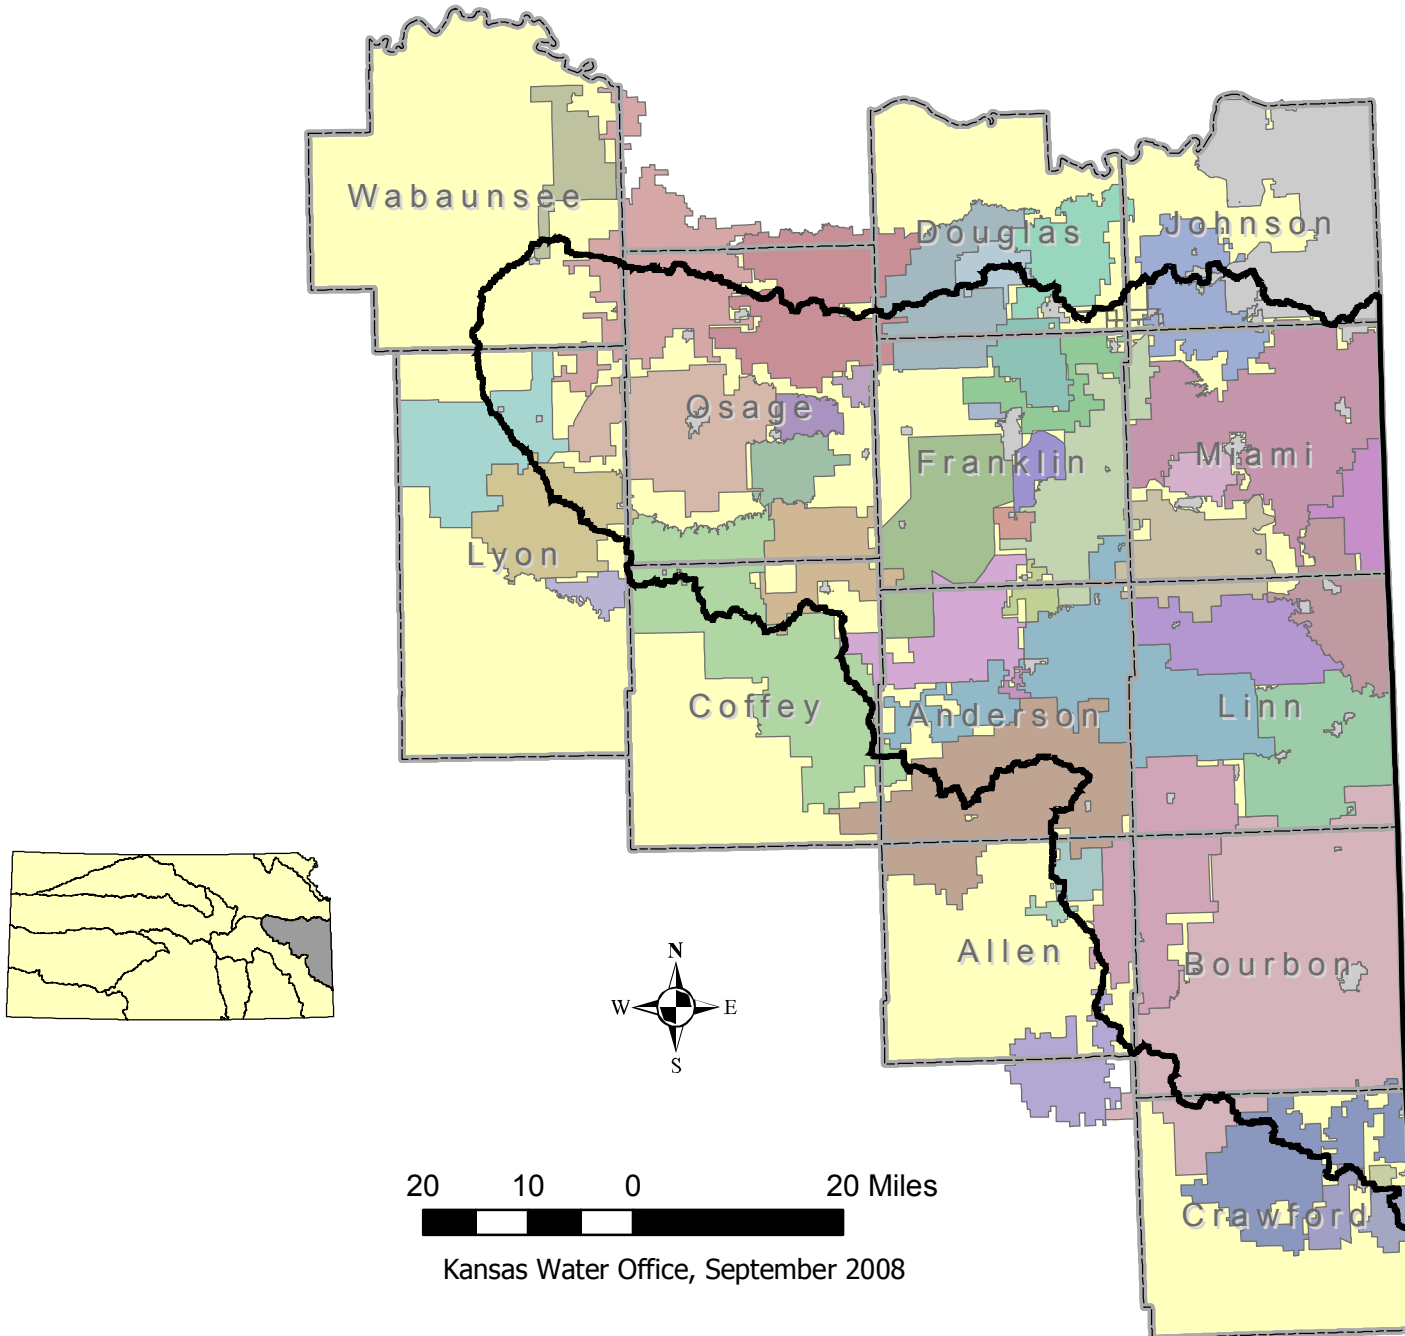 Wabaunsee
Douglas
Johnson
Osage
Franklin
Miami
Lyon
Coffey
Anderson
Linn
Allen
Bourbon
N
W E
S
20 10 0 20 Miles
Crawford
Kansas Water Office, September 2008